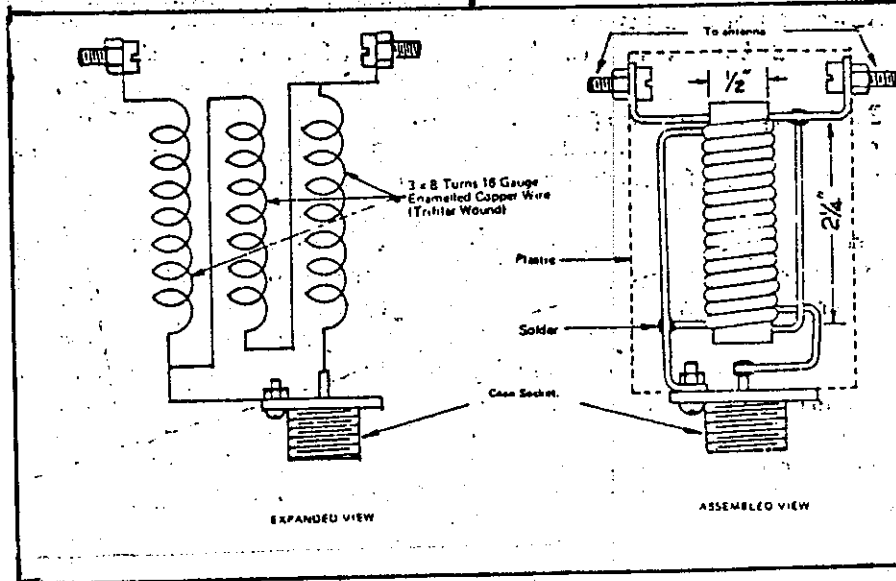 To antenna
1/2"
3 x 8 Turns 16 Gauge
Enamelled Copper Wire
(Trifilar Wound)
2 1/4"
Plastic
Solder
Coax Socket.
EXPANDED VIEW
ASSEMBLED VIEW